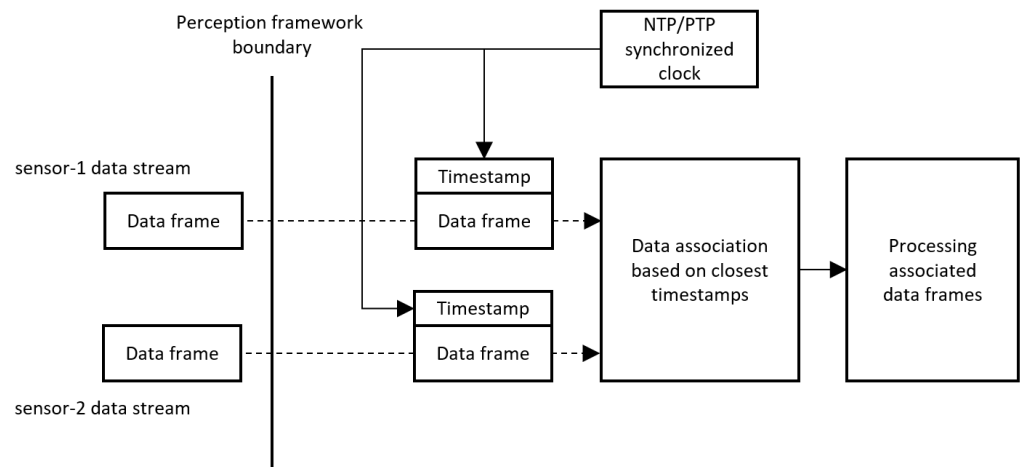 Perception framework
boundary
NTP/PTP
synchronized
clock
sensor-1 data stream
Timestamp
Data frame
Data frame
Data association
based on closest
timestamps
Processing
associated
data frames
Timestamp
Data frame
Data frame
sensor-2 data stream